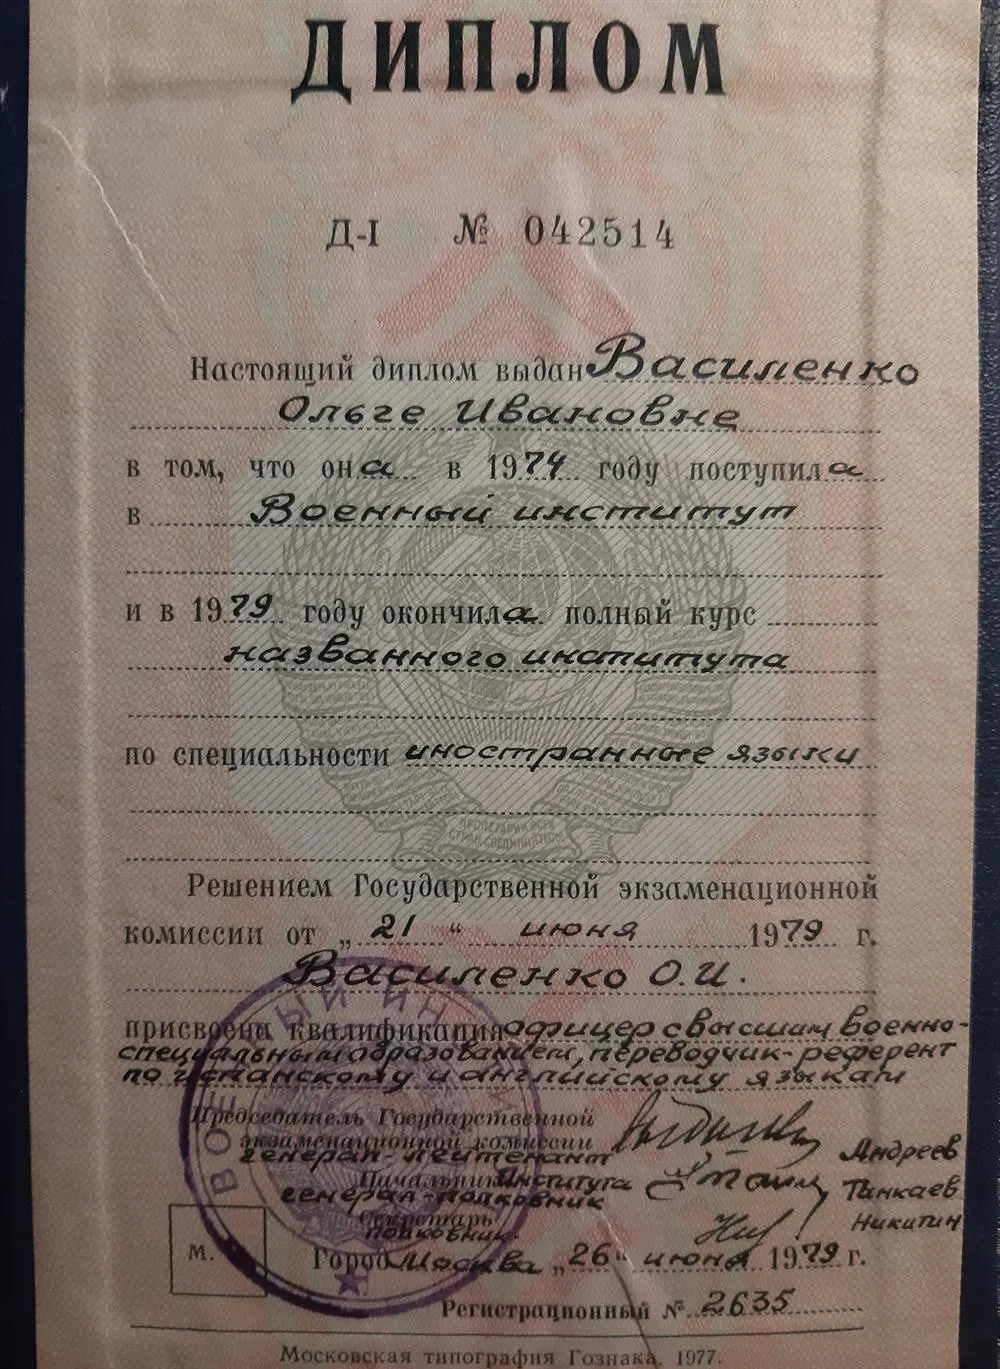 ДИПЛОМ
Д-I № 042514
Настоящий диплом выдан Василенко
Ольге Ивановне
в том, что она в 1974 году поступила
в Военный институт
и в 1979 году окончила полный курс
названного института
по специальности иностранные языки
ПРОЛЕТАРИИ ВСЕХ
СТРАН, СОЕДИНЯЙТЕСЬ!
Решением Государственной экзаменационной
комиссии от „21“ июня 1979 г.
Василенко О.И.
присвоена квалификация офицер с высшим военно-
специальным образованием, переводчик-референт
по испанскому и английскому языкам
Председатель Государственной
экзаменационной комиссии
генерал-лейтенант Андреев
Начальник института
генерал-полковник Танкаев
Секретарь
полковник Никитин
М.
Город Москва „26“ июня 1979 г.
Регистрационный № 2635
Московская типография Гознака. 1977.